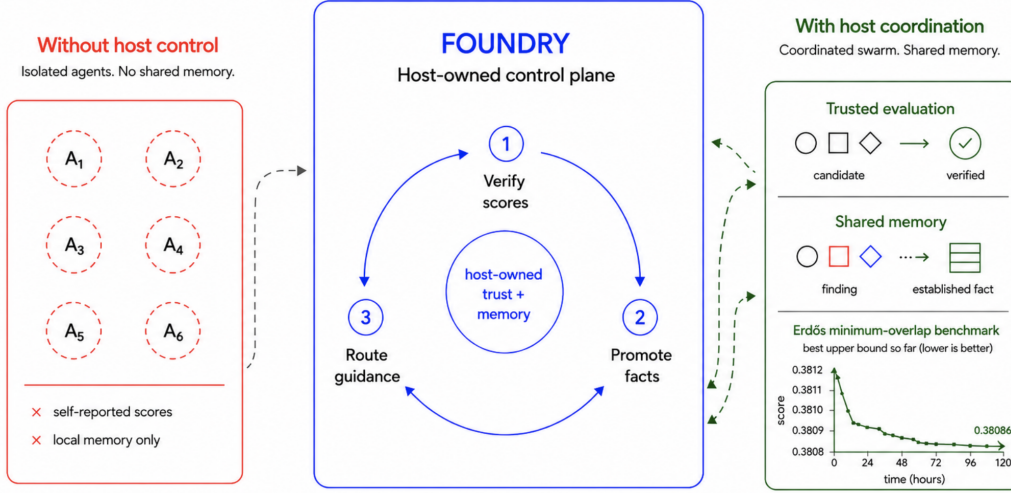 Without host control
Isolated agents. No shared memory.
A₁
A₂
A₃
A₄
A₅
A₆
× self-reported scores
× local memory only
FOUNDRY
Host-owned control plane
1
Verify
scores
host-owned
trust +
memory
3
Route
guidance
2
Promote
facts
With host coordination
Coordinated swarm. Shared memory.
Trusted evaluation
candidate
verified
Shared memory
finding
established fact
Erdős minimum-overlap benchmark
best upper bound so far (lower is better)
score
0.3812
0.3811
0.3810
0.3809
0.3808
0.38086
0
24
48
72
96
120
time (hours)